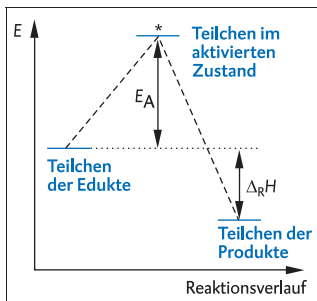 E
*
Teilchen im
aktivierten
Zustand
E_A
Teilchen
der Edukte
Δ_RH
Teilchen der
Produkte
Reaktionsverlauf